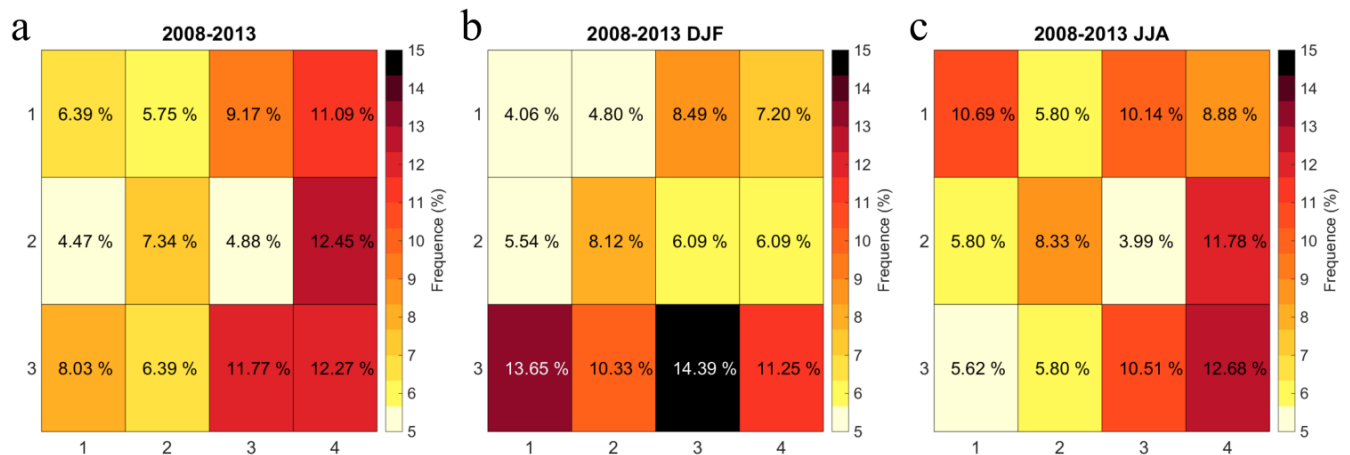 a
2008-2013
1
6.39 % 5.75 % 9.17 % 11.09 %
2
4.47 % 7.34 % 4.88 % 12.45 %
3
8.03 % 6.39 % 11.77 % 12.27 %
1 2 3 4
15
14
13
12
11
10
9
8
7
6
5
Frequence (%)
b
2008-2013 DJF
1
4.06 % 4.80 % 8.49 % 7.20 %
2
5.54 % 8.12 % 6.09 % 6.09 %
3
13.65 % 10.33 % 14.39 % 11.25 %
1 2 3 4
15
14
13
12
11
10
9
8
7
6
5
Frequence (%)
c
2008-2013 JJA
1
10.69 % 5.80 % 10.14 % 8.88 %
2
5.80 % 8.33 % 3.99 % 11.78 %
3
5.62 % 5.80 % 10.51 % 12.68 %
1 2 3 4
15
14
13
12
11
10
9
8
7
6
5
Frequence (%)